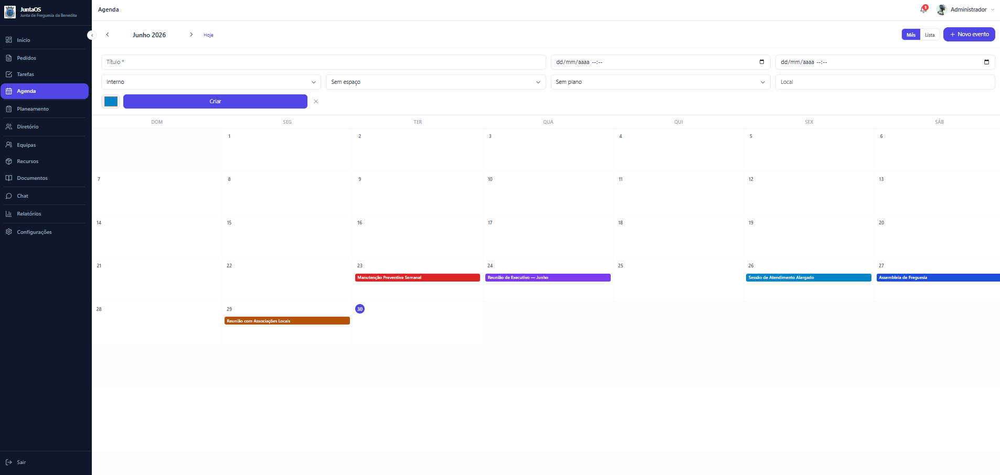 JuntaOS
Junta de Freguesia da Benedita
Agenda
1
Administrador
Início
Pedidos
Tarefas
Agenda
Planeamento
Diretório
Equipas
Recursos
Documentos
Chat
Relatórios
Configurações
Sair
Junho 2026
Hoje
Mês
Lista
+ Novo evento
Título *
dd/mm/aaaa --:--
dd/mm/aaaa --:--
interno
Sem espaço
Sem plano
Local
Criar
DOM SEG TER QUA QUI SEX SÁB
1 2 3 4 5 6
7 8 9 10 11 12 13
14 15 16 17 18 19 20
21 22 23 24 25 26 27
Manutenção Preventiva Semanal
Reunião de Executivo — Junho
Sessão de Atendimento Alargado
Assembleia de Freguesia
28 29 30
Reunião com Associações Locais